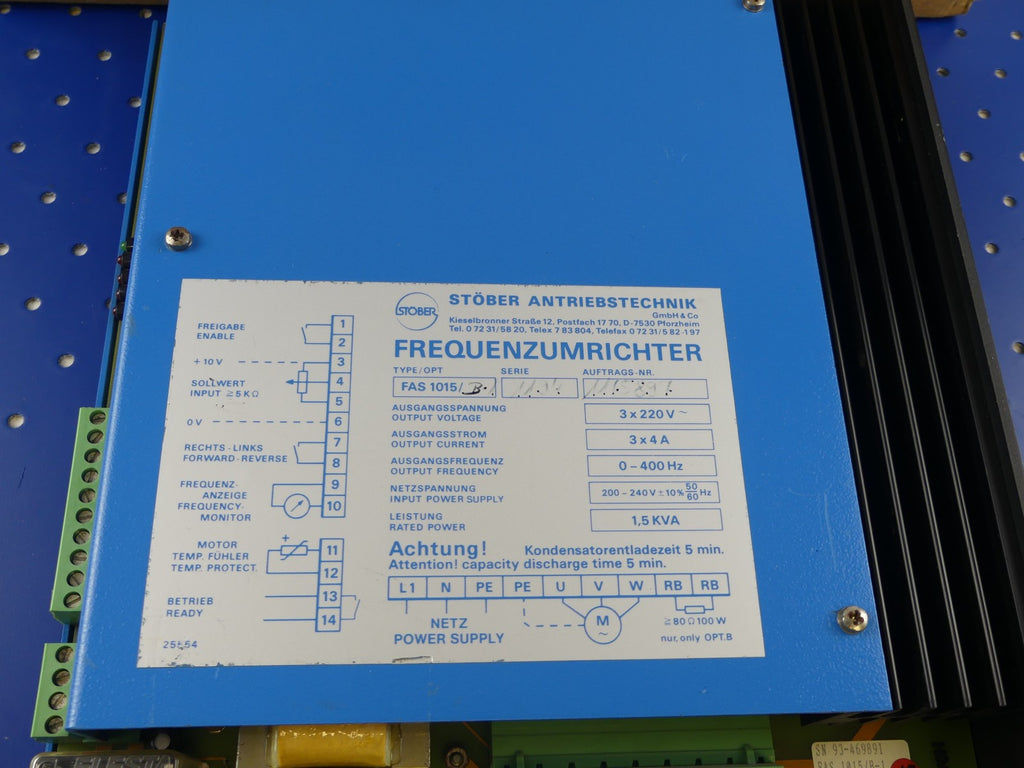 STÖBER
STÖBER ANTRIEBSTECHNIK
GmbH & Co
Kieselbronner Straße 12, Postfach 17 70, D-7530 Pforzheim
Tel. 0 72 31/58 20, Telex 7 83 804, Telefax 0 72 31/5 82-197
FREQUENZUMRICHTER
TYPE/OPT SERIE AUFTRAGS-NR.
FAS 1015/B-1
AUSGANGSSPANNUNG
OUTPUT VOLTAGE
3 x 220 V ~
AUSGANGSSTROM
OUTPUT CURRENT
3 x 4 A
AUSGANGSFREQUENZ
OUTPUT FREQUENCY
0 – 400 Hz
NETZSPANNUNG
INPUT POWER SUPPLY
200 – 240 V ± 10% 50/60 Hz
LEISTUNG
RATED POWER
1,5 KVA
Achtung! Kondensatorentladezeit 5 min.
Attention! capacity discharge time 5 min.
L1 N PE PE U V W RB RB
NETZ
POWER SUPPLY
M
~
≥ 80 Ω 100 W
nur, only OPT.B
FREIGABE
ENABLE
1
2
+ 10 V
3
SOLLWERT
INPUT ≥ 5 K Ω
4
5
0 V
6
RECHTS - LINKS
FORWARD - REVERSE
7
8
FREQUENZ-
ANZEIGE
FREQUENCY-
MONITOR
9
10
MOTOR
TEMP. FÜHLER
TEMP. PROTECT.
+
11
12
BETRIEB
READY
13
14
SN 93-469891
FAS 1015/B-1